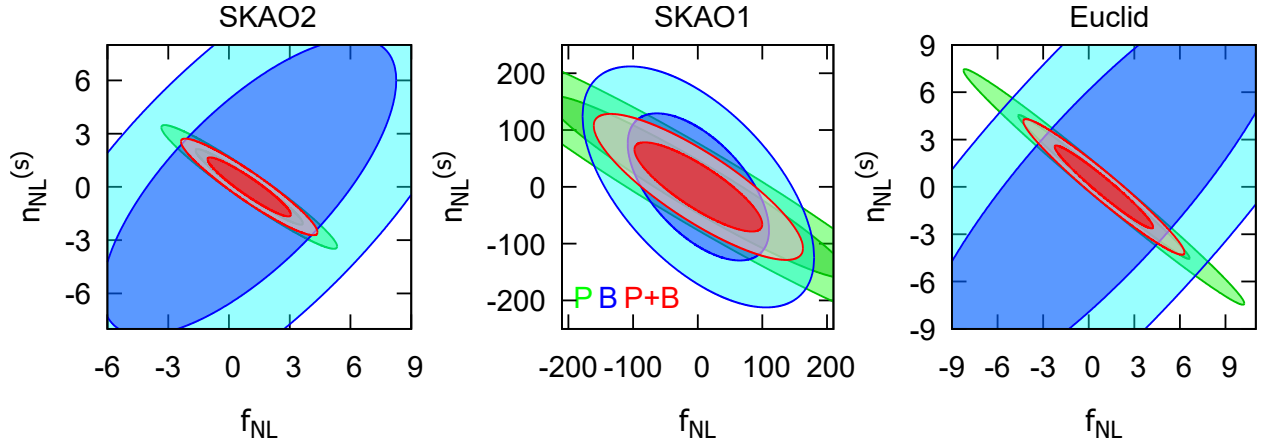 SKAO2
6
3
0
-3
-6
n_NL^(s)
-6 -3 0 3 6 9
f_NL
SKAO1
200
100
0
-100
-200
n_NL^(s)
P B P+B
-200 -100 0 100 200
f_NL
Euclid
9
6
3
0
-3
-6
-9
n_NL^(s)
-9 -6 -3 0 3 6 9
f_NL